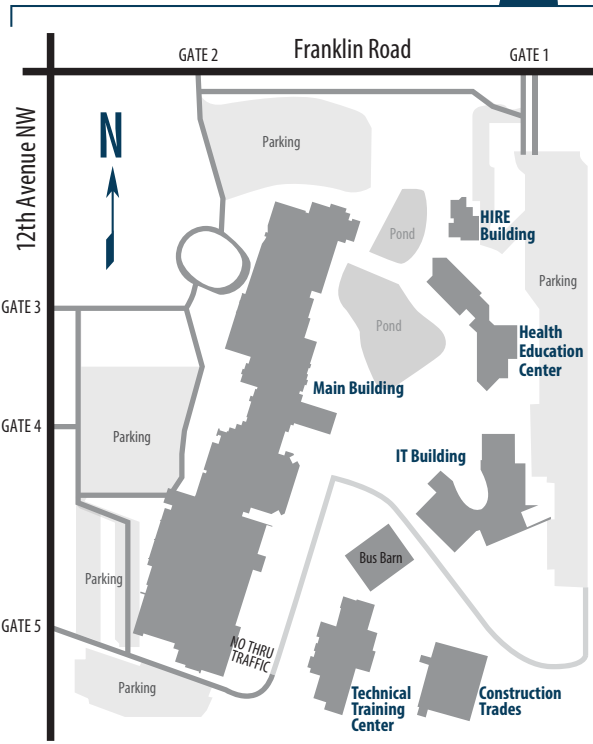 Franklin Road
GATE 2
GATE 1
12th Avenue NW
N
Parking
HIRE
Building
Pond
Parking
GATE 3
Pond
Health
Education
Center
Main Building
GATE 4
Parking
IT Building
Bus Barn
Parking
GATE 5
NO THRU
TRAFFIC
Parking
Technical
Training
Center
Construction
Trades